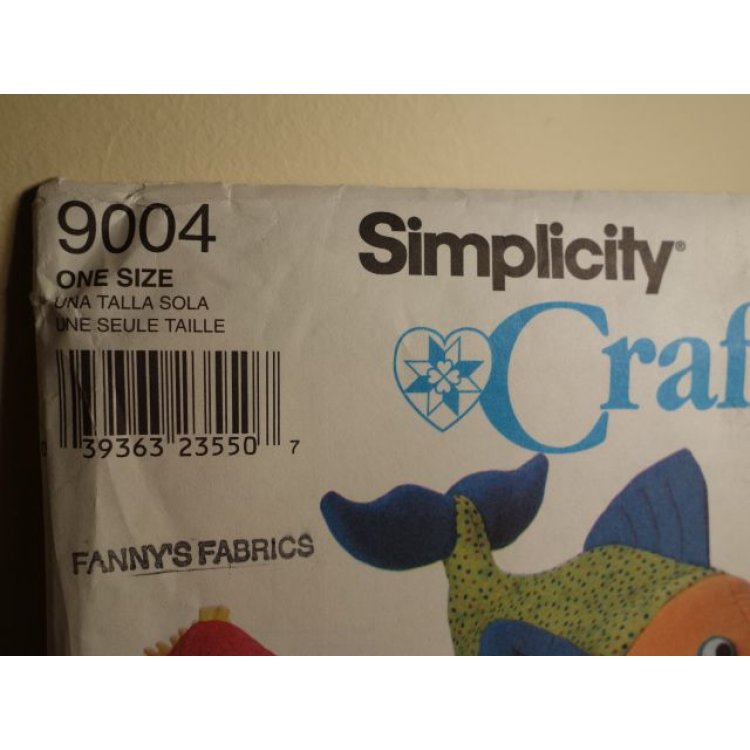 9004
ONE SIZE
UNA TALLA SOLA
UNE SEULE TAILLE
39363 23550 7
FANNY'S FABRICS
Simplicity®
Craf